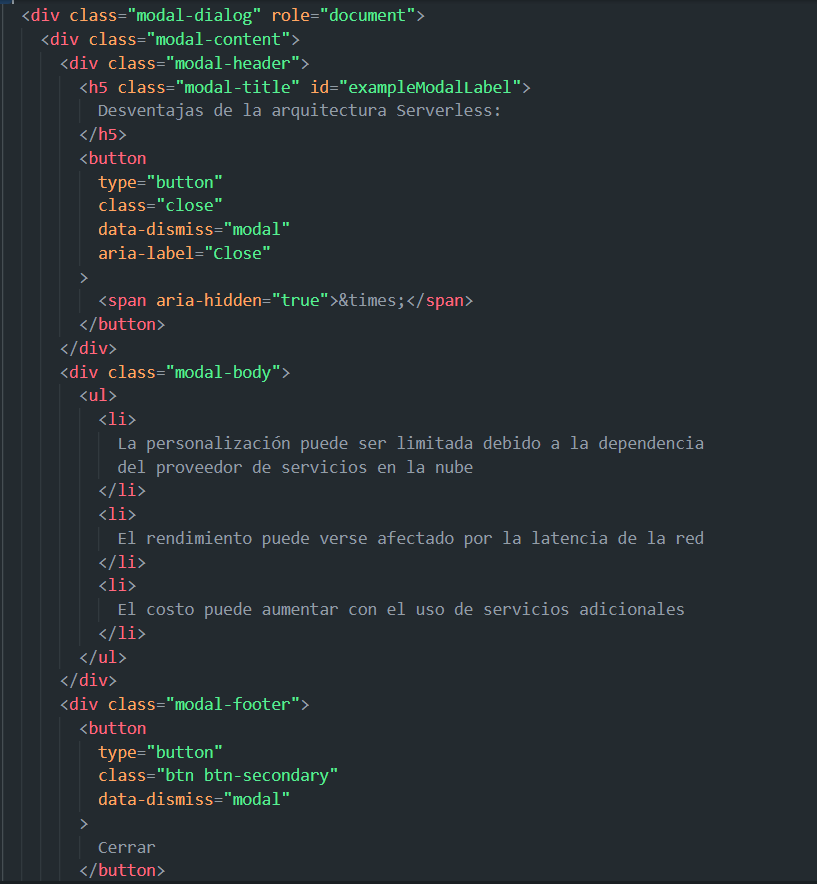 <div class="modal-dialog" role="document">
<div class="modal-content">
<div class="modal-header">
<h5 class="modal-title" id="exampleModalLabel">
Desventajas de la arquitectura Serverless:
</h5>
<button
type="button"
class="close"
data-dismiss="modal"
aria-label="Close"
>
<span aria-hidden="true">&times;</span>
</button>
</div>
<div class="modal-body">
<ul>
<li>
La personalización puede ser limitada debido a la dependencia
del proveedor de servicios en la nube
</li>
<li>
El rendimiento puede verse afectado por la latencia de la red
</li>
<li>
El costo puede aumentar con el uso de servicios adicionales
</li>
</ul>
</div>
<div class="modal-footer">
<button
type="button"
class="btn btn-secondary"
data-dismiss="modal"
>
Cerrar
</button>